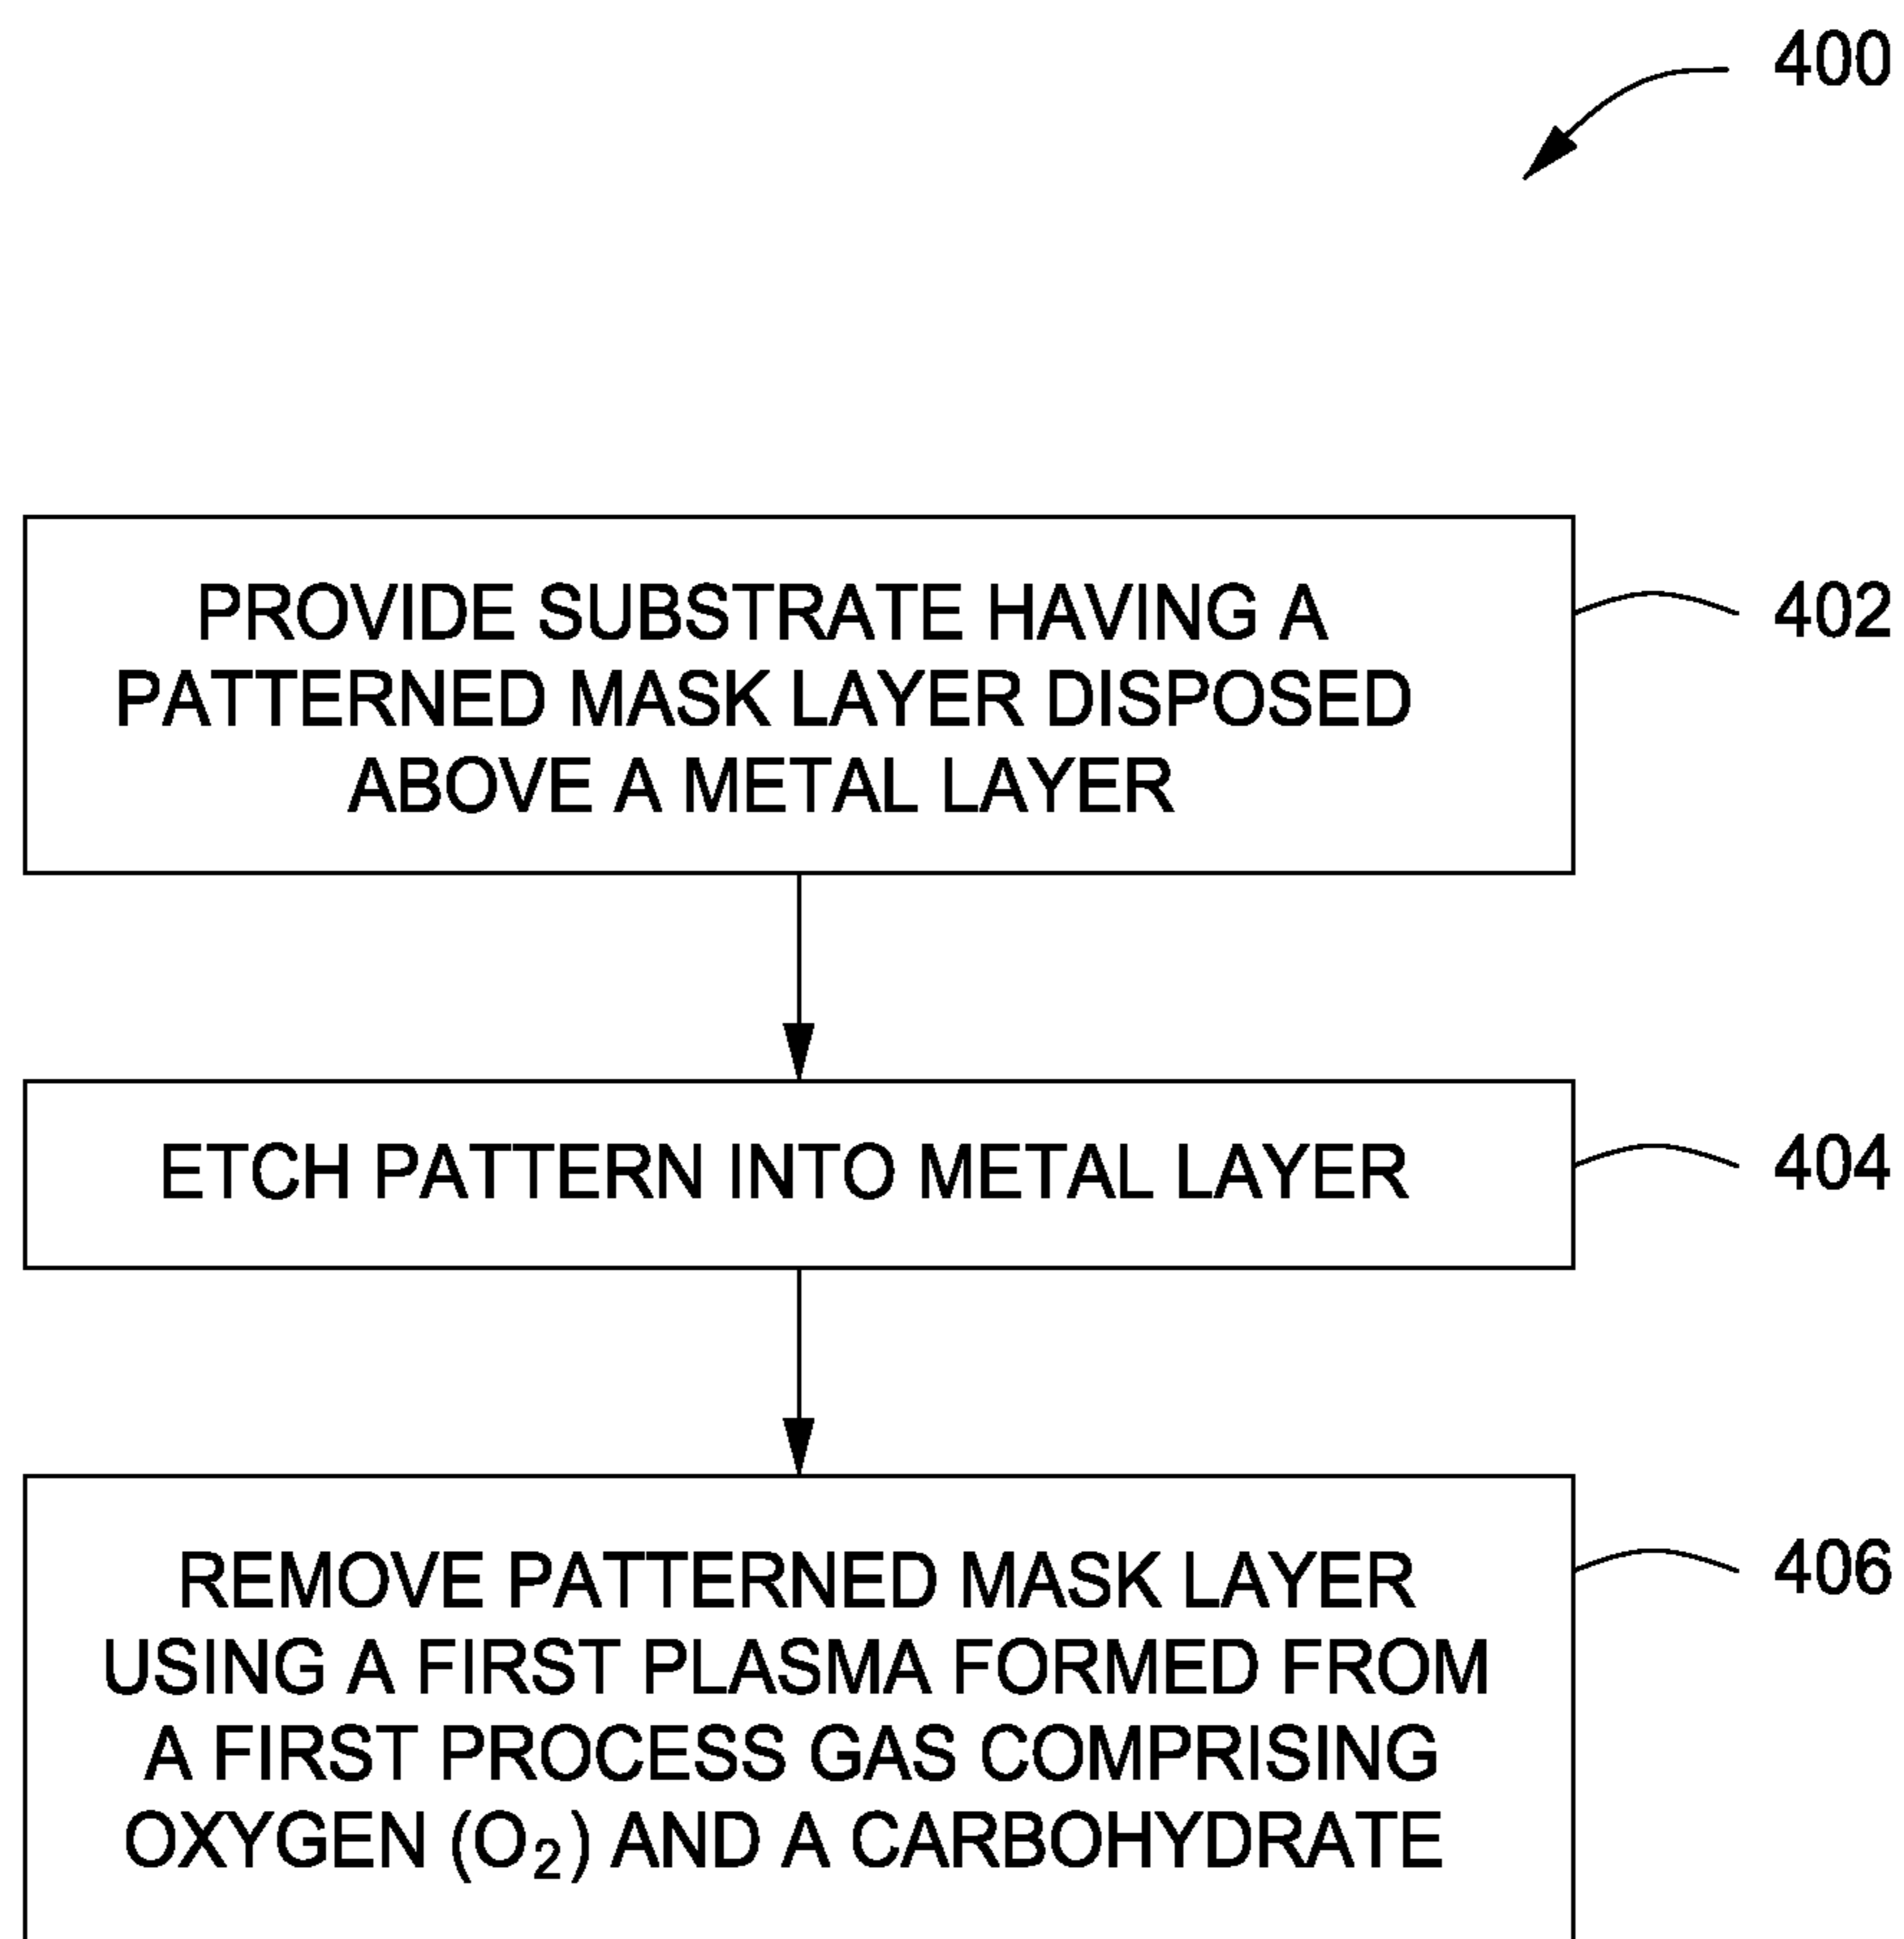 400
PROVIDE SUBSTRATE HAVING A
PATTERNED MASK LAYER DISPOSED
ABOVE A METAL LAYER
402
ETCH PATTERN INTO METAL LAYER
404
REMOVE PATTERNED MASK LAYER
USING A FIRST PLASMA FORMED FROM
A FIRST PROCESS GAS COMPRISING
OXYGEN (O₂) AND A CARBOHYDRATE
406